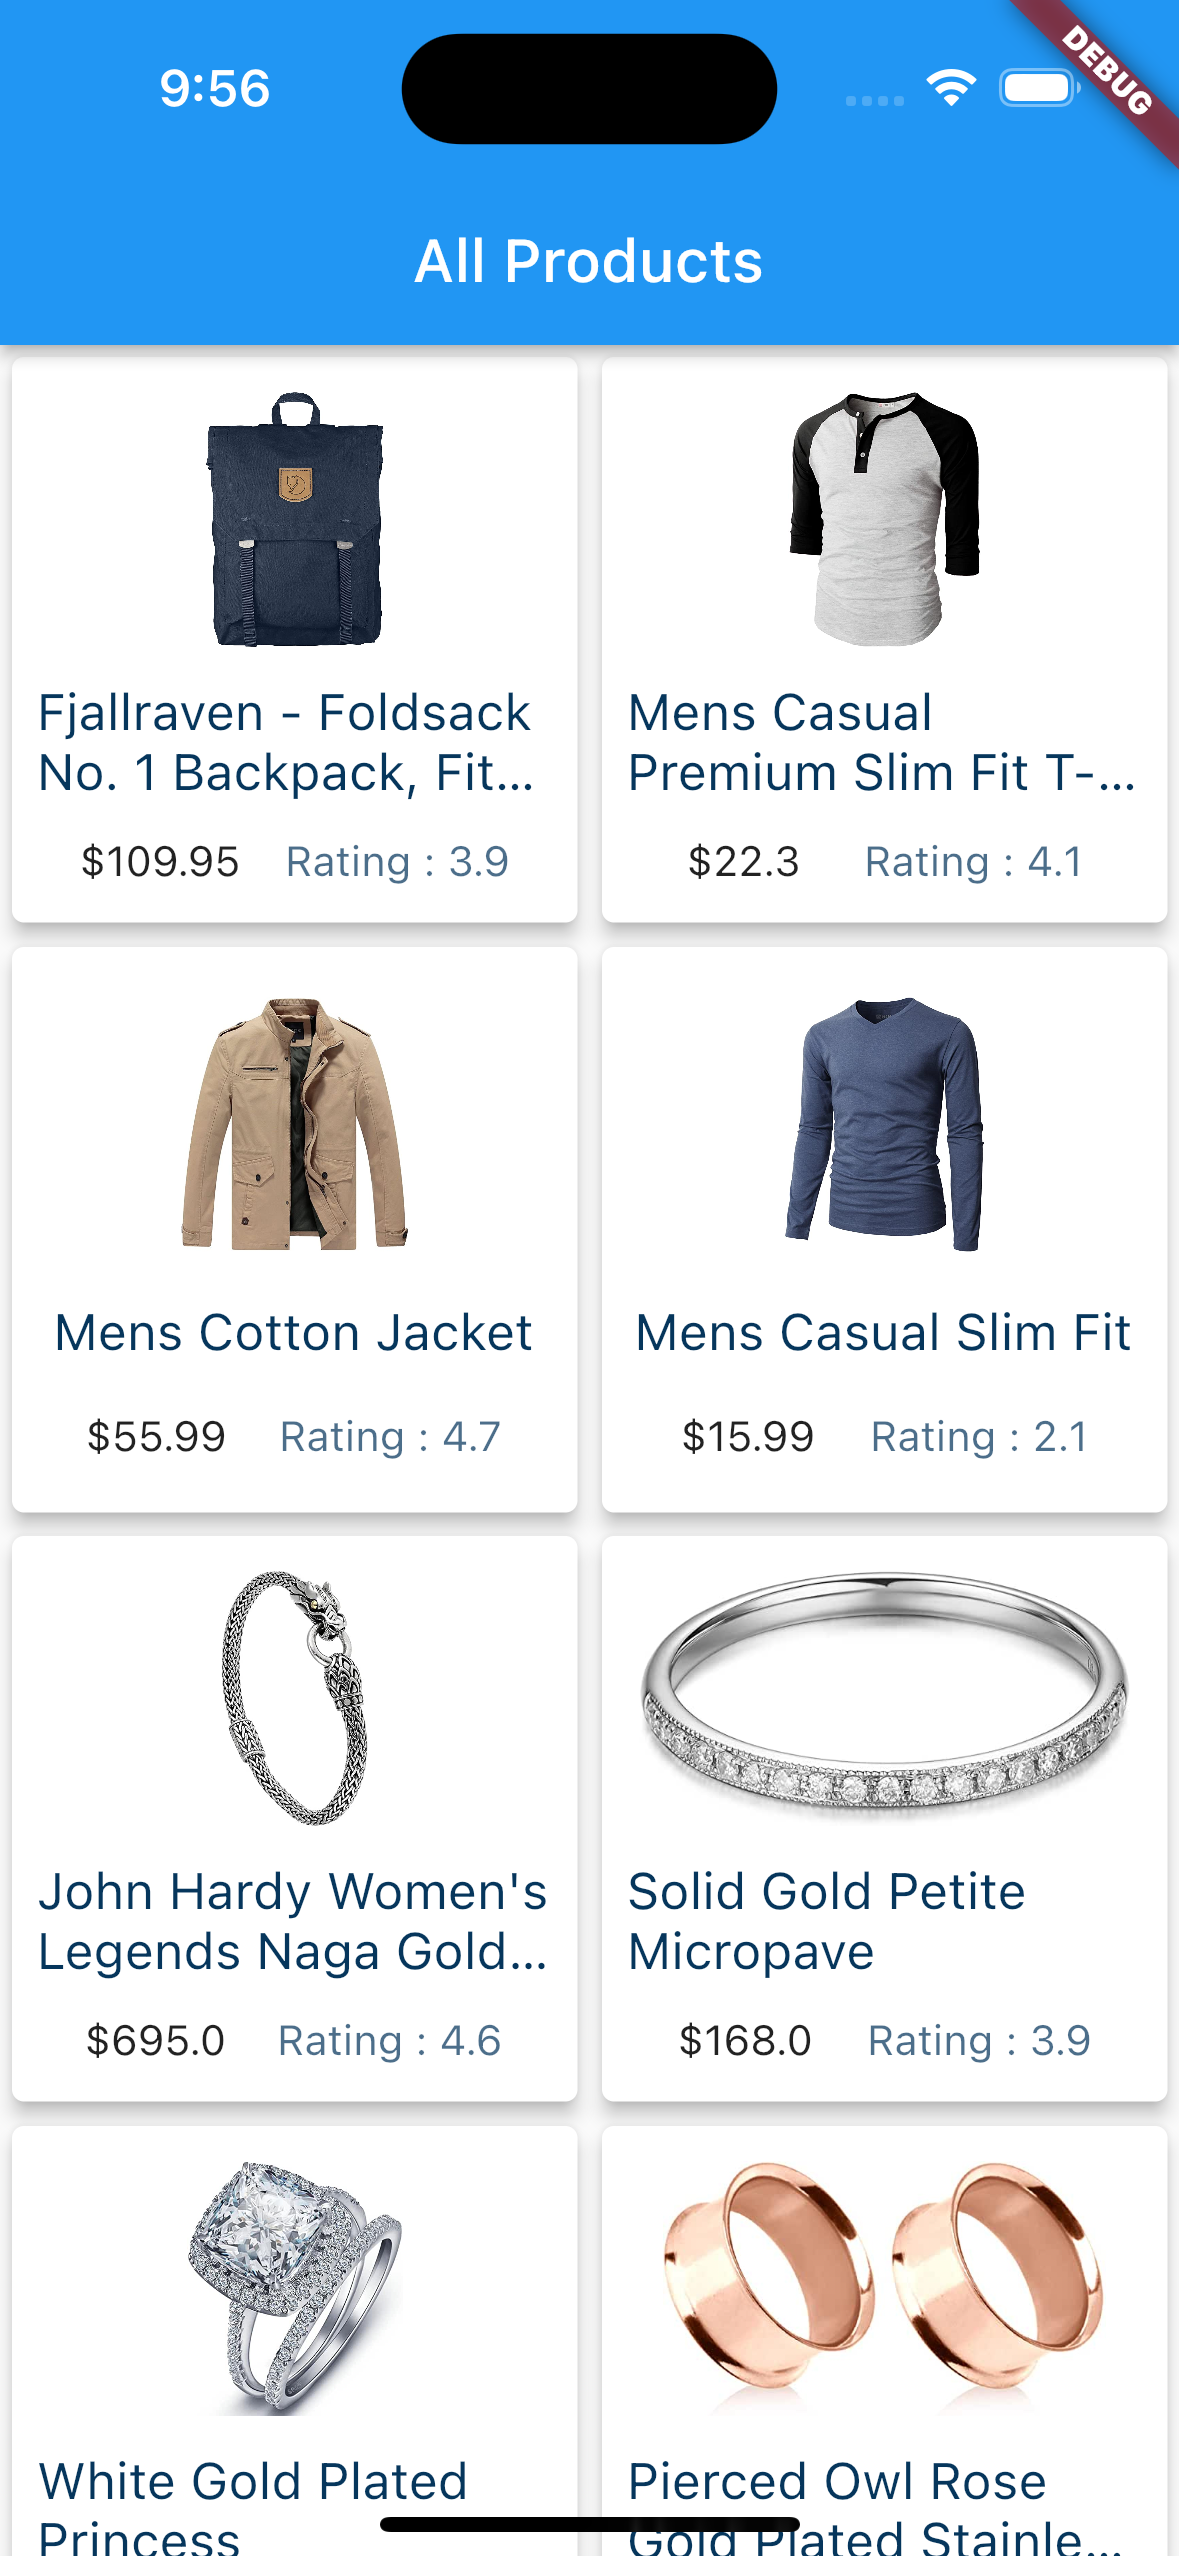 9:56
DEBUG
All Products
Fjallraven - Foldsack
No. 1 Backpack, Fit...
$109.95 Rating : 3.9
Mens Casual
Premium Slim Fit T-...
$22.3 Rating : 4.1
Mens Cotton Jacket
$55.99 Rating : 4.7
Mens Casual Slim Fit
$15.99 Rating : 2.1
John Hardy Women's
Legends Naga Gold...
$695.0 Rating : 4.6
Solid Gold Petite
Micropave
$168.0 Rating : 3.9
White Gold Plated
Princess
Pierced Owl Rose
Gold Plated Stainle...